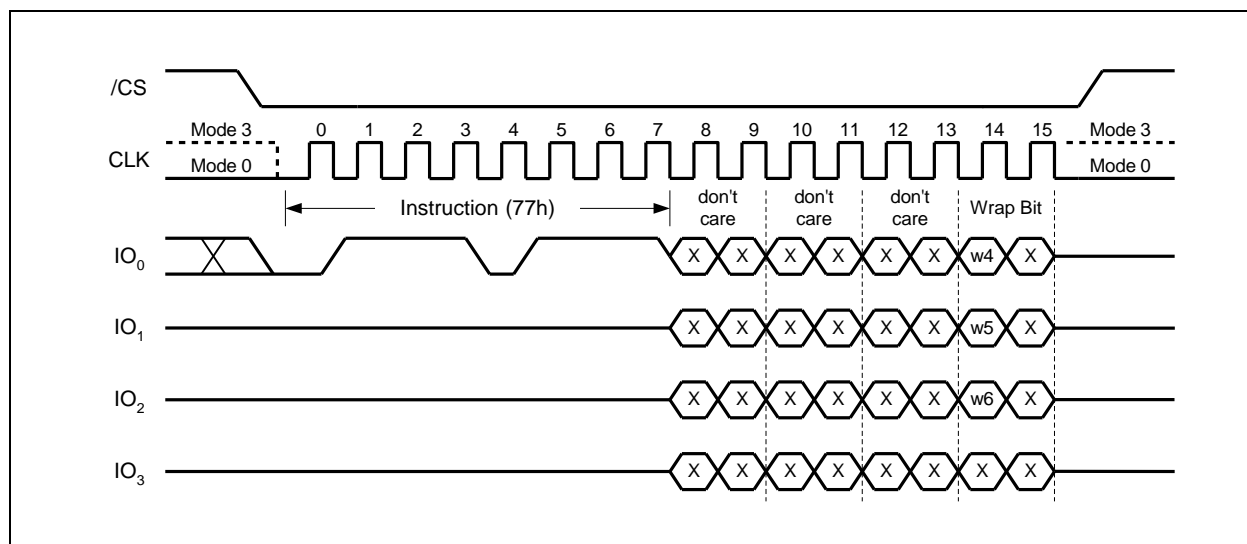 /CS
Mode 3 0 1 2 3 4 5 6 7 8 9 10 11 12 13 14 15 Mode 3
CLK
Mode 0 Mode 0
Instruction (77h) don't care don't care don't care Wrap Bit
IO0 X X X X X X w4 X
IO1 X X X X X X w5 X
IO2 X X X X X X w6 X
IO3 X X X X X X X X